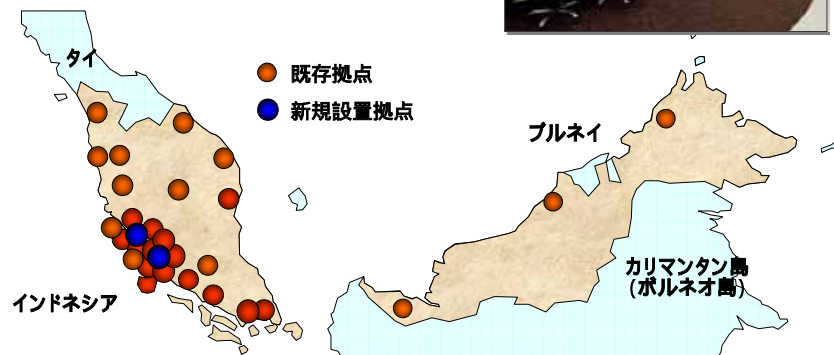 タイ
既存拠点
新規設置拠点
ブルネイ
インドネシア
カリマンタン島
(ボルネオ島)